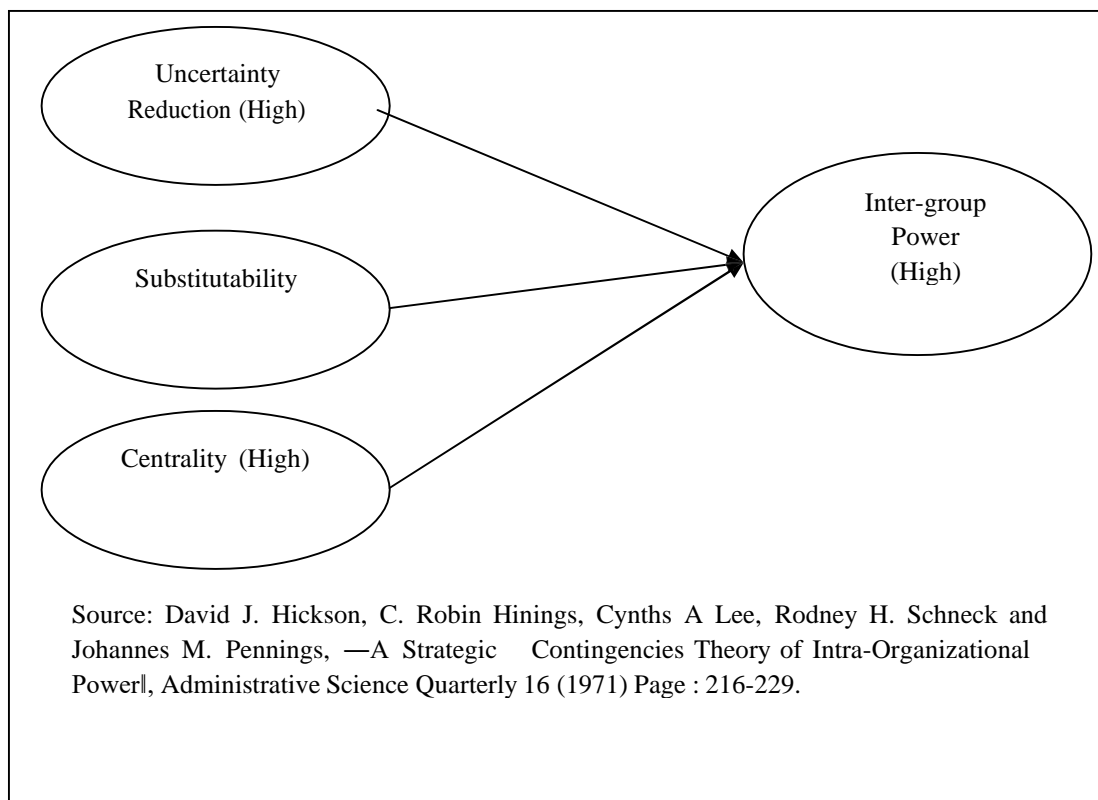 Uncertainty
Reduction (High)
Inter-group
Power
(High)
Substitutability
Centrality (High)
Source: David J. Hickson, C. Robin Hinings, Cynths A Lee, Rodney H. Schneck and
Johannes M. Pennings, ―A Strategic Contingencies Theory of Intra-Organizational
Power‖, Administrative Science Quarterly 16 (1971) Page : 216-229.